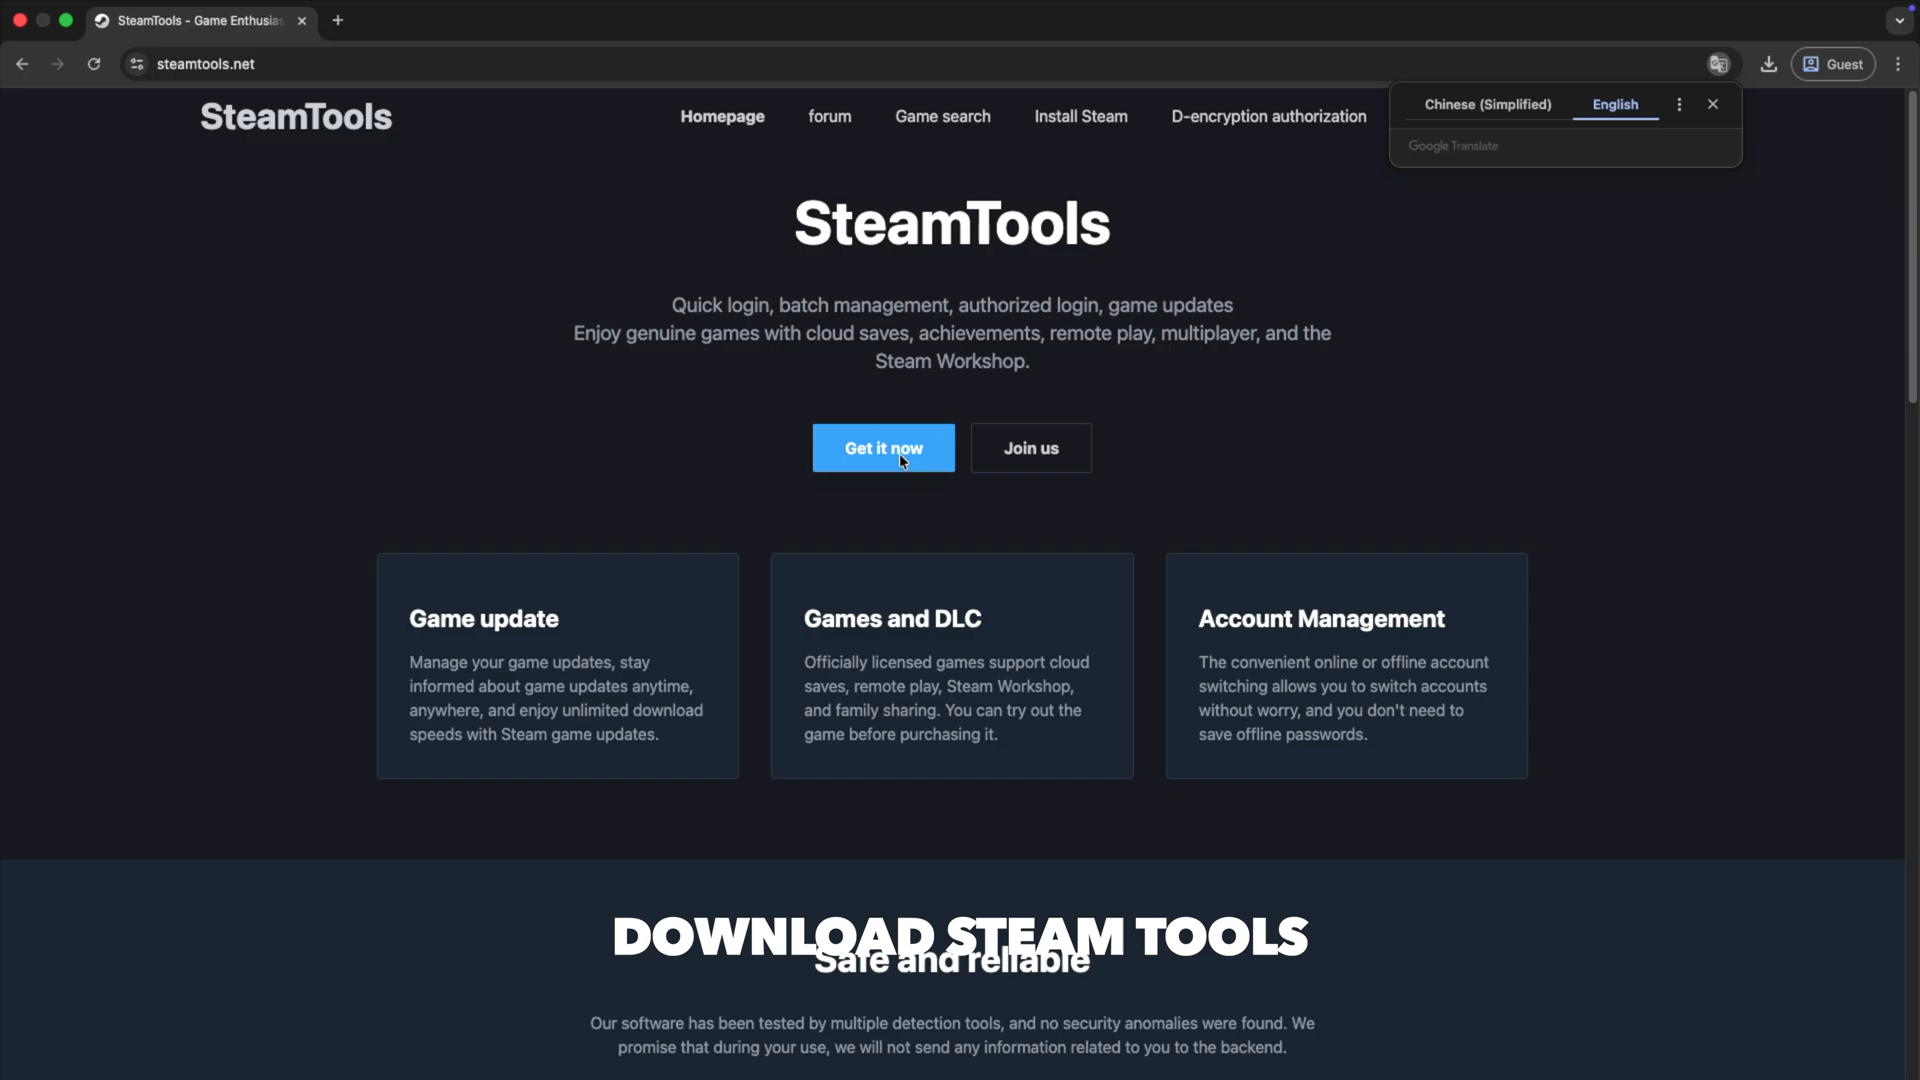 SteamTools - Game Enthusias
steamtools.net
Guest
SteamTools
Homepage
forum
Game search
Install Steam
D-encryption authorization
Chinese (Simplified)
English
Google Translate
SteamTools
Quick login, batch management, authorized login, game updates
Enjoy genuine games with cloud saves, achievements, remote play, multiplayer, and the
Steam Workshop.
Get it now
Join us
Game update
Manage your game updates, stay
informed about game updates anytime,
anywhere, and enjoy unlimited download
speeds with Steam game updates.
Games and DLC
Officially licensed games support cloud
saves, remote play, Steam Workshop,
and family sharing. You can try out the
game before purchasing it.
Account Management
The convenient online or offline account
switching allows you to switch accounts
without worry, and you don't need to
save offline passwords.
DOWNLOAD STEAM TOOLS
Safe and reliable
Our software has been tested by multiple detection tools, and no security anomalies were found. We
promise that during your use, we will not send any information related to you to the backend.